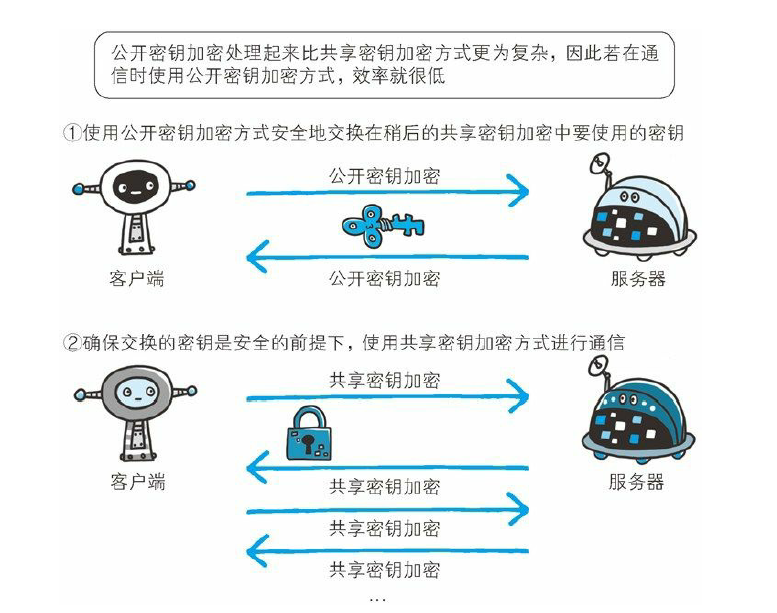 公开密钥加密处理起来比共享密钥加密方式更为复杂，因此若在通
信时使用公开密钥加密方式，效率就很低
①使用公开密钥加密方式安全地交换在稍后的共享密钥加密中要使用的密钥
公开密钥加密
公开密钥加密
客户端
服务器
②确保交换的密钥是安全的前提下，使用共享密钥加密方式进行通信
共享密钥加密
客户端
服务器
共享密钥加密
共享密钥加密
共享密钥加密
…